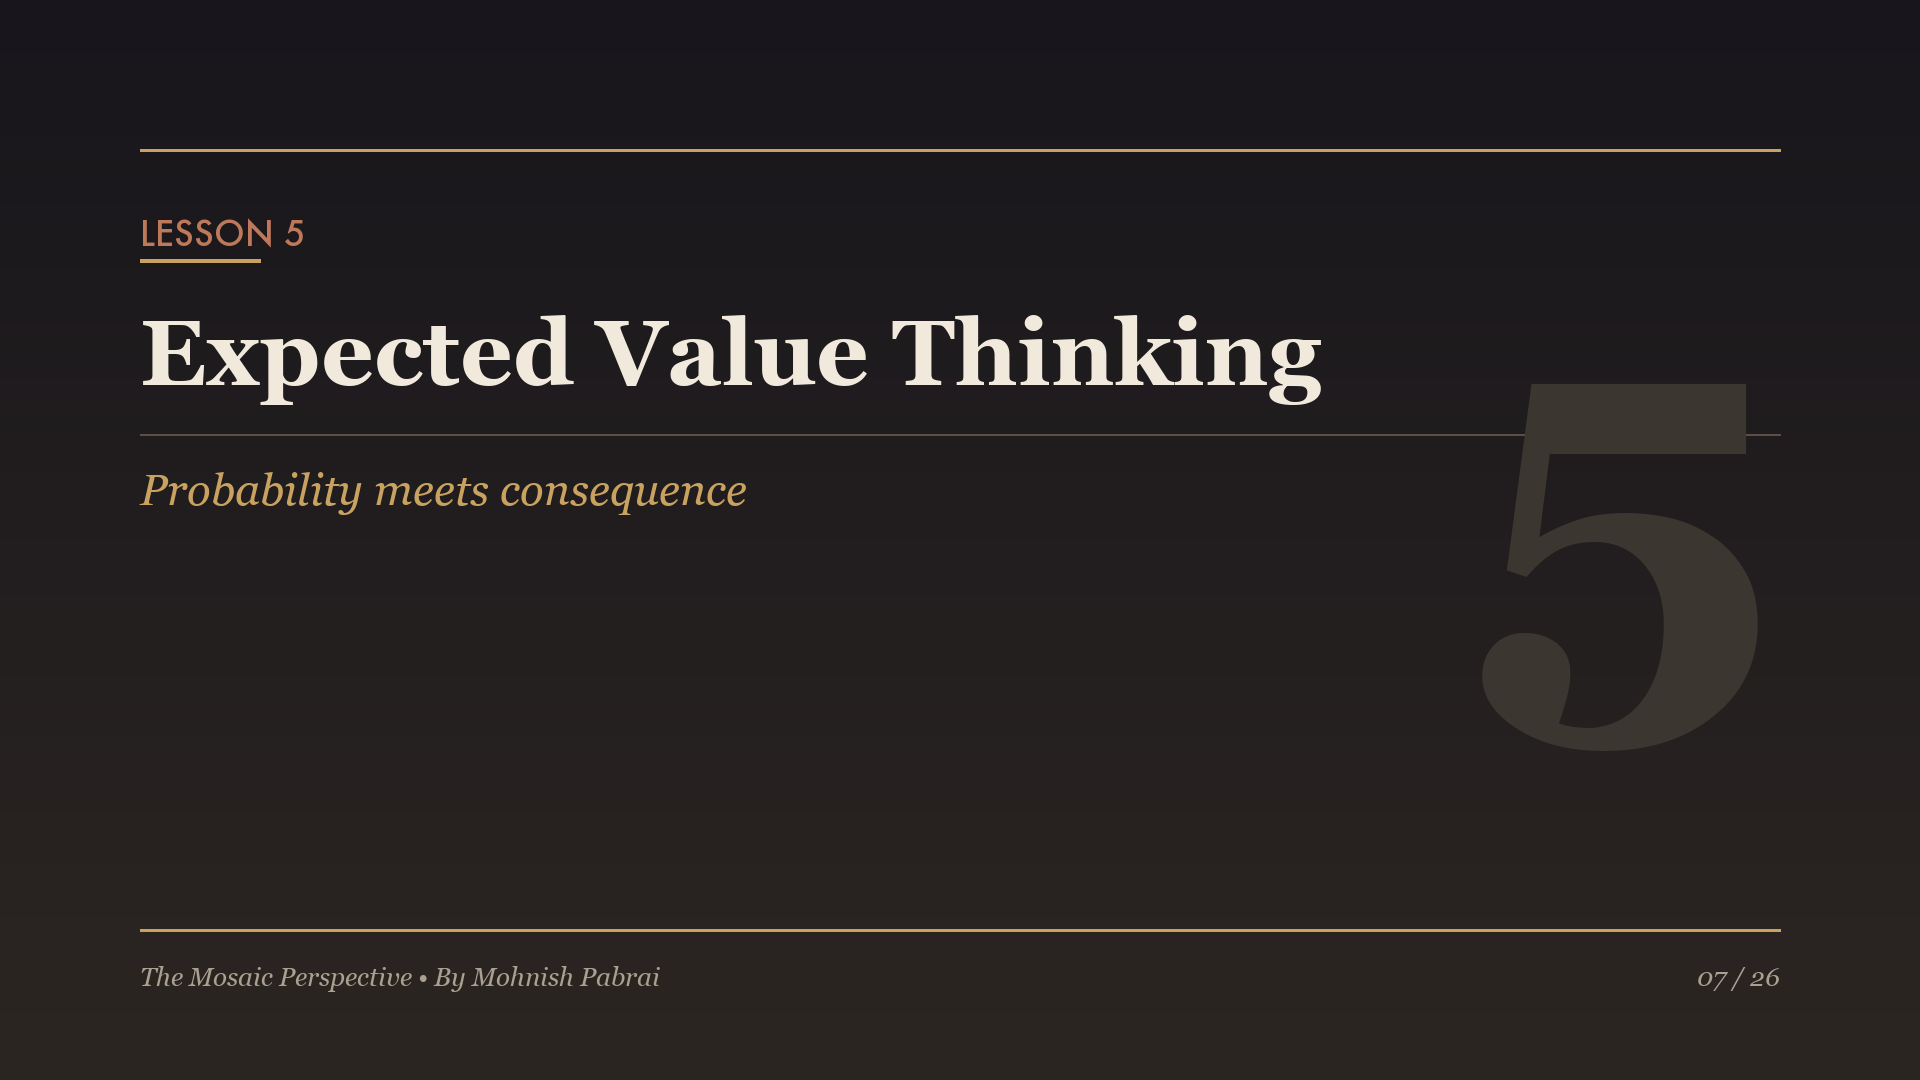 LESSON 5
Expected Value Thinking
Probability meets consequence
5
The Mosaic Perspective • By Mohnish Pabrai
07 / 26